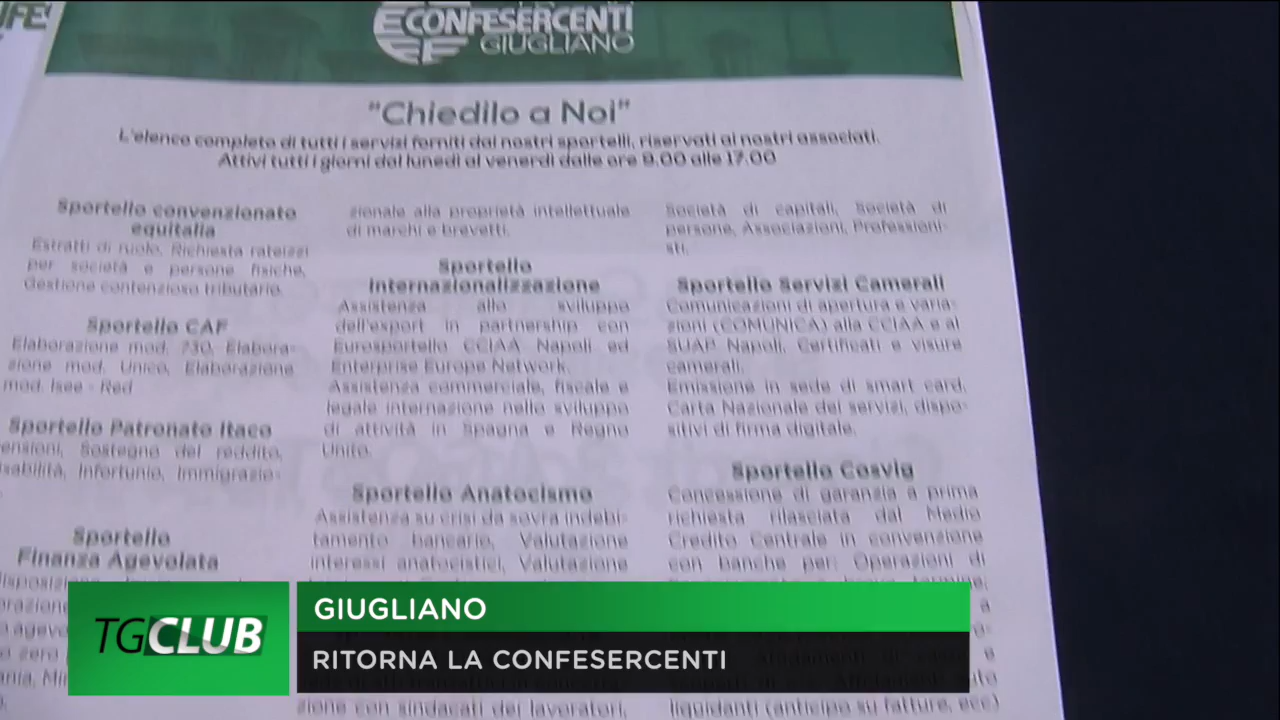 CONFESERCENTI
GIUGLIANO
"Chiedilo a Noi"
L'elenco completo di tutti i servizi forniti dai nostri sportelli, riservati ai nostri associati.
Attivi tutti i giorni dal lunedì al venerdì dalle ore 9.00 alle 17.00
Sportello convenzionato
equitalia
Estratti di ruolo, Richiesta rateizzi
per società e persone fisiche,
Gestione contenzioso tributario.
Sportello CAF
Elaborazione mod. 730, Elabora-
zione mod. Unico, Elaborazione
mod. Isee - Red
Sportello Patronato Itaco
Sostegno del reddito,
Infortunio, Immigrazio-
Sportello
Finanza Agevolata
zionale alla proprietà intellettuale
di marchi e brevetti.
Sportello
Internazionalizzazione
Assistenza allo sviluppo
dell'export in partnership con
Eurosportello CCIAA Napoli ed
Enterprise Europe Network.
Assistenza commerciale, fiscale e
legale internazione nello sviluppo
di attività in Spagna e Regno
Unito.
Sportello Anatocismo
Assistenza su crisi da sovra indebi-
tamento bancario, Valutazione
interessi anatocistici, Valutazione
zione con sindacati dei lavoratori,
Società di capitali, Società di
persone, Associazioni, Professioni-
sti.
Sportello Servizi Camerali
Comunicazioni di apertura e varia-
zioni (COMUNICA) alla CCIAA e al
SUAP Napoli, Certificati e visure
camerali.
Emissione in sede di smart card,
Carta Nazionale dei servizi, dispo-
sitivi di firma digitale.
Sportello Cosvig
Concessione di garanzia a prima
richiesta rilasciata dal Medio
Credito Centrale in convenzione
con banche per: Operazioni di
liquidanti (anticipo su fatture, ecc)
TGCLUB
GIUGLIANO
RITORNA LA CONFESERCENTI